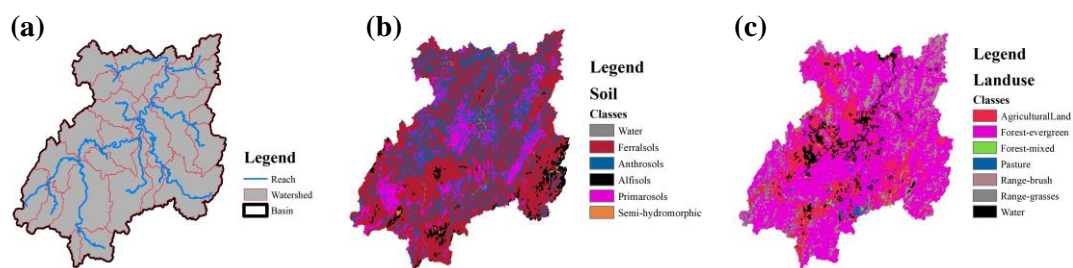 (a)
Legend
Reach
Watershed
Basin
(b)
Legend
Soil
Classes
Water
Ferralsols
Anthrosols
Alfisols
Primarosols
Semi-hydromorphic
(c)
Legend
Landuse
Classes
AgriculturalLand
Forest-evergreen
Forest-mixed
Pasture
Range-brush
Range-grasses
Water